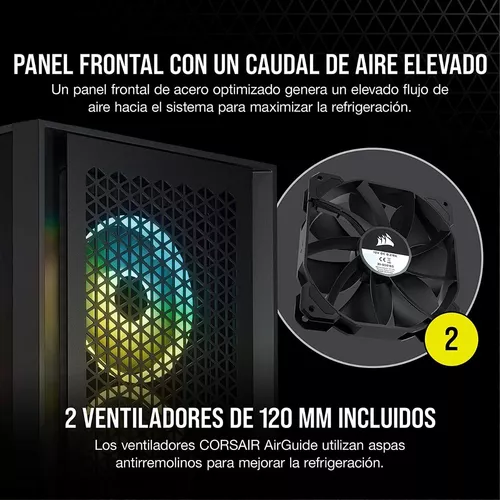 PANEL FRONTAL CON UN CAUDAL DE AIRE ELEVADO
Un panel frontal de acero optimizado genera un elevado flujo de
aire hacia el sistema para maximizar la refrigeración.
2
2 VENTILADORES DE 120 MM INCLUIDOS
Los ventiladores CORSAIR AirGuide utilizan aspas
antirremolinos para mejorar la refrigeración.